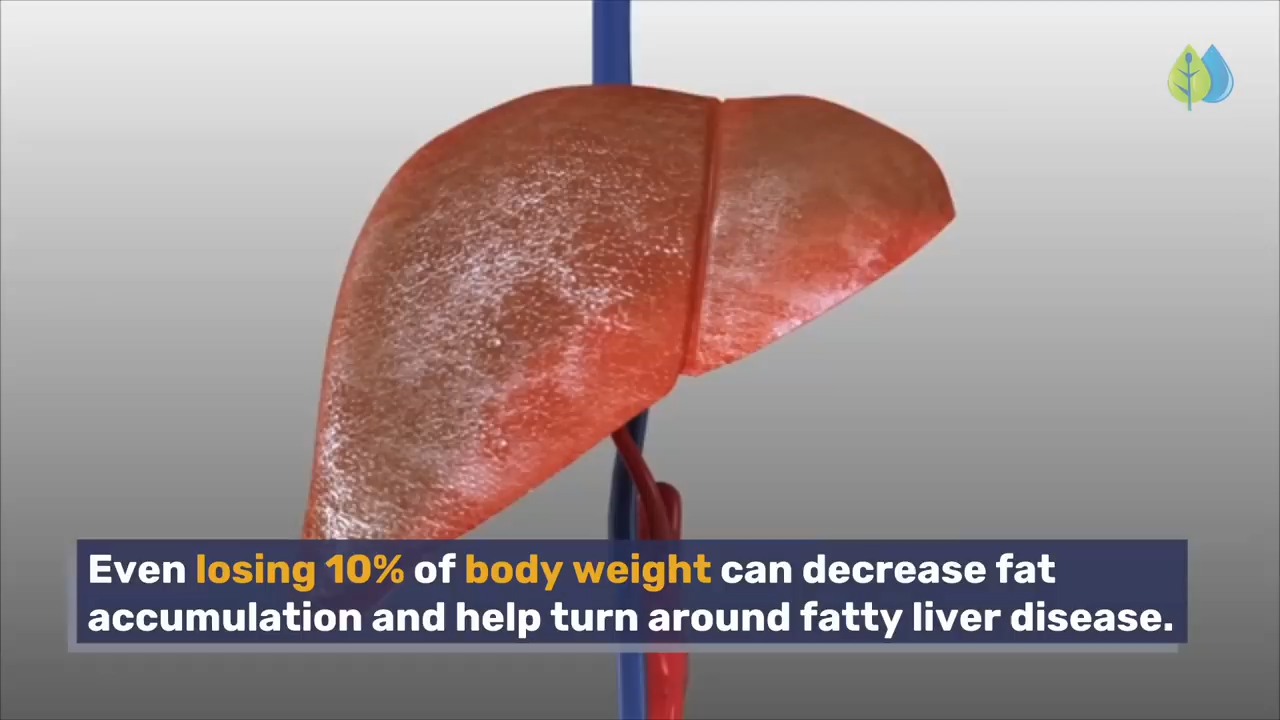 Even losing 10% of body weight can decrease fat
accumulation and help turn around fatty liver disease.